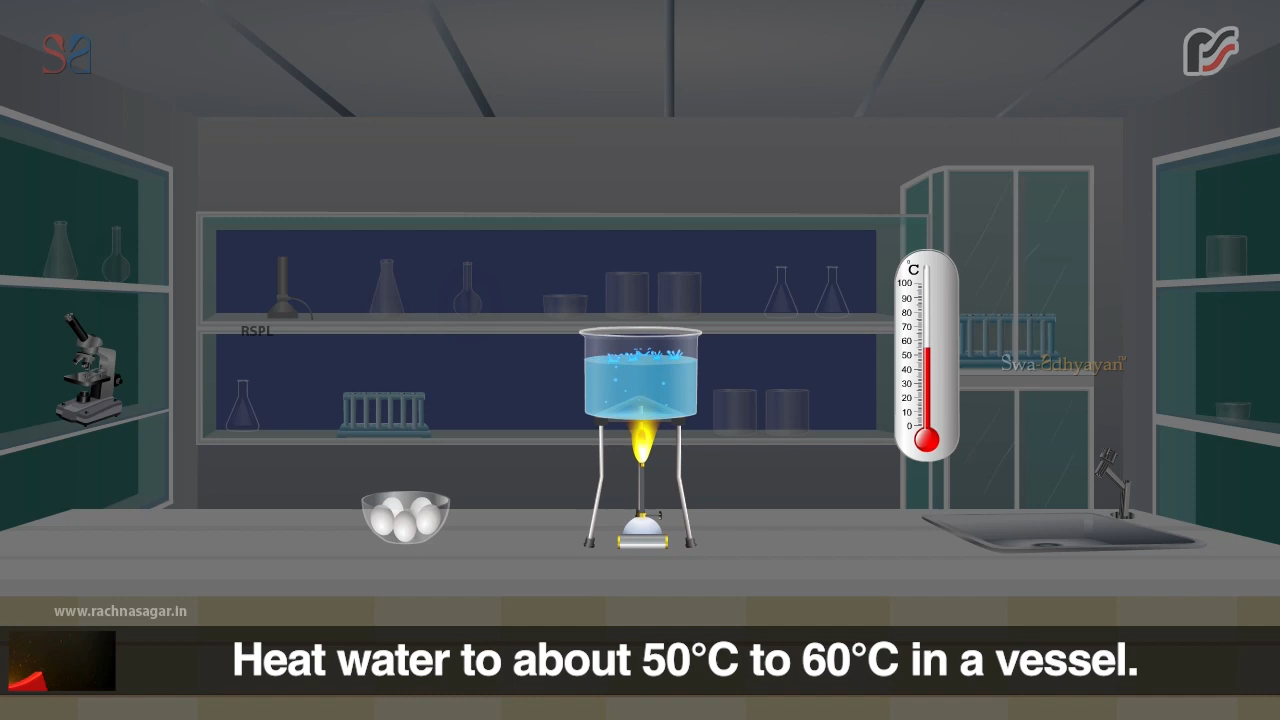 Sa
°C
100
90
80
70
60
50
40
30
20
10
0
RSPL
Swa Edhyayan™
www.rachnasagar.in
Heat water to about 50°C to 60°C in a vessel.